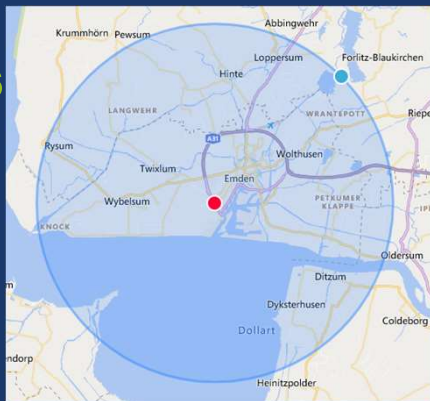 Abbingwehr
Krummhörn Pewsum
Loppersum
Forlitz-Blaukirchen
Hinte
LANGWEHR
WRANTEPOTT
Riepe
A31
Rysum
Wolthusen
Twixlum
Emden
Wybelsum
PETKUMER
KLAPPE
KNOCK
Oldersum
Ditzum
Dyksterhusen
Coldeborg
Dollart
endorp
Heinitzpolder